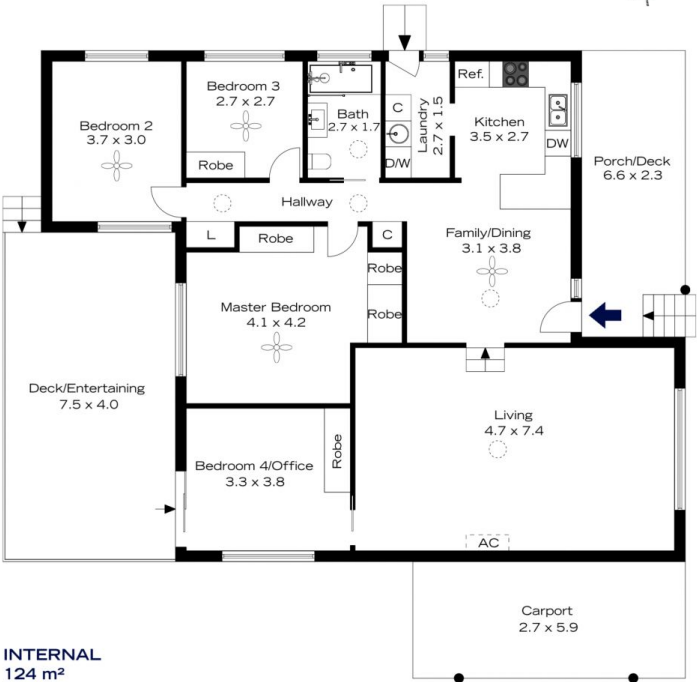 Ref.
Bedroom 3
2.7 x 2.7
Bath
2.7 x 1.7
C
Laundry
2.7 x 1.5
Kitchen
3.5 x 2.7
Bedroom 2
3.7 x 3.0
DW
Porch/Deck
6.6 x 2.3
Robe
D/W
Hallway
L
Robe
C
Family/Dining
3.1 x 3.8
Robe
Master Bedroom
4.1 x 4.2
Robe
Deck/Entertaining
7.5 x 4.0
Living
4.7 x 7.4
Robe
Bedroom 4/Office
3.3 x 3.8
AC
Carport
2.7 x 5.9
INTERNAL
124 m²